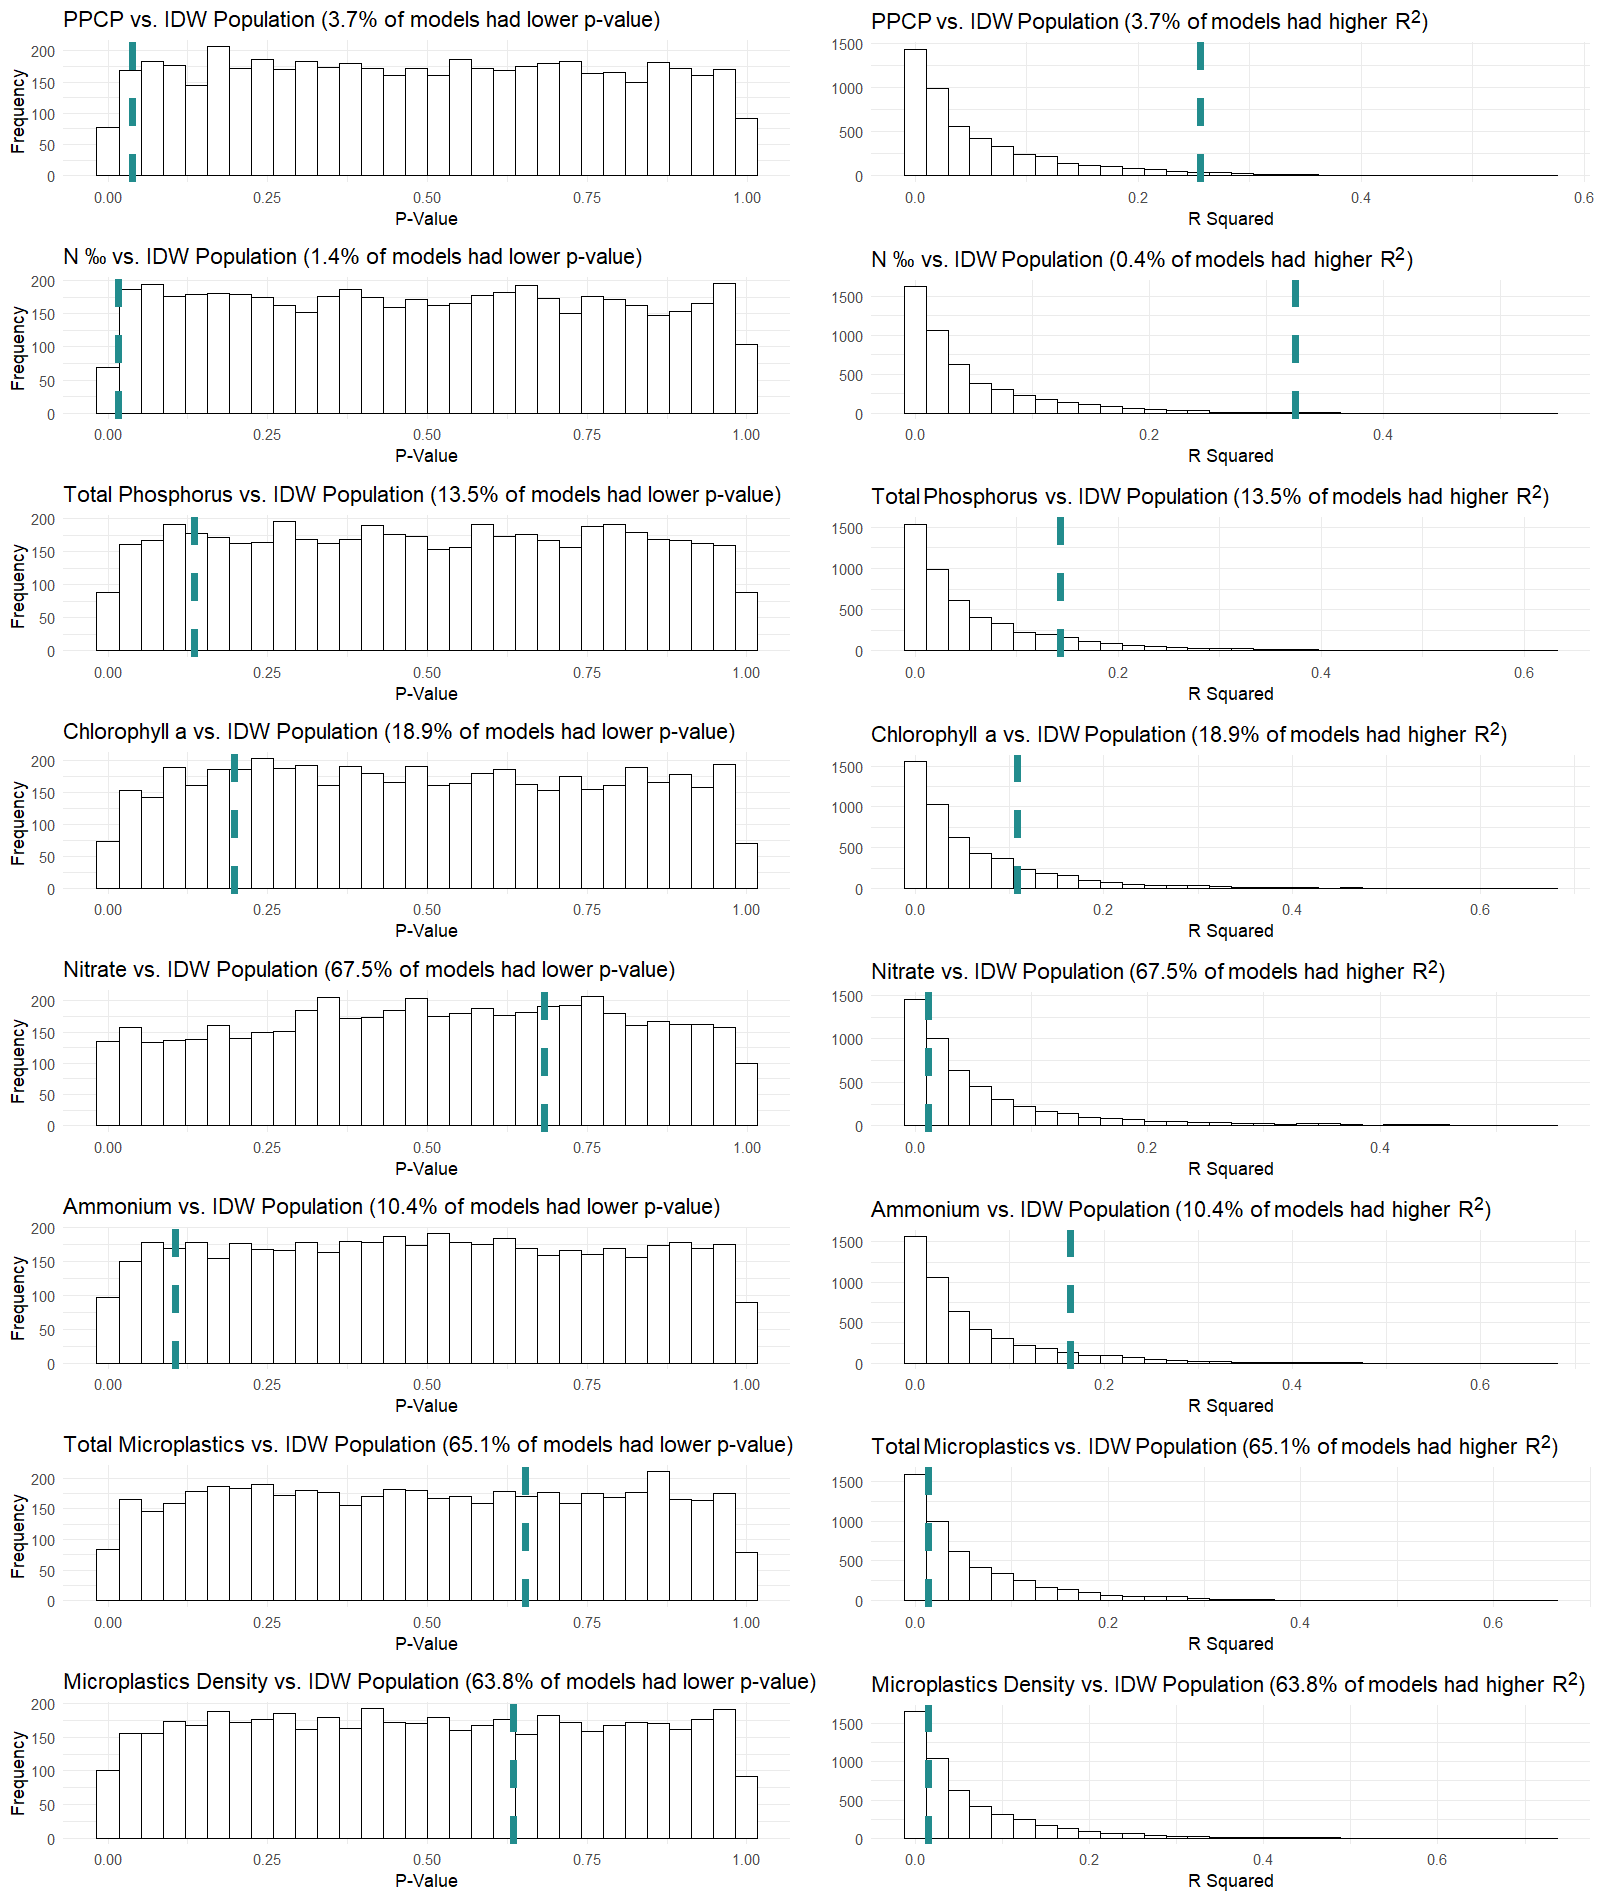 PPCP vs. IDW Population (3.7% of models had lower p-value)
Frequency
200
150
100
50
0
0.00 0.25 0.50 0.75 1.00
P-Value
PPCP vs. IDW Population (3.7% of models had higher R²)
1500
1000
500
0
0.0 0.2 0.4 0.6
R Squared
N ‰ vs. IDW Population (1.4% of models had lower p-value)
Frequency
200
150
100
50
0
0.00 0.25 0.50 0.75 1.00
P-Value
N ‰ vs. IDW Population (0.4% of models had higher R²)
1500
1000
500
0
0.0 0.2 0.4
R Squared
Total Phosphorus vs. IDW Population (13.5% of models had lower p-value)
Frequency
200
150
100
50
0
0.00 0.25 0.50 0.75 1.00
P-Value
Total Phosphorus vs. IDW Population (13.5% of models had higher R²)
1500
1000
500
0
0.0 0.2 0.4 0.6
R Squared
Chlorophyll a vs. IDW Population (18.9% of models had lower p-value)
Frequency
200
150
100
50
0
0.00 0.25 0.50 0.75 1.00
P-Value
Chlorophyll a vs. IDW Population (18.9% of models had higher R²)
1500
1000
500
0
0.0 0.2 0.4 0.6
R Squared
Nitrate vs. IDW Population (67.5% of models had lower p-value)
Frequency
200
150
100
50
0
0.00 0.25 0.50 0.75 1.00
P-Value
Nitrate vs. IDW Population (67.5% of models had higher R²)
1500
1000
500
0
0.0 0.2 0.4
R Squared
Ammonium vs. IDW Population (10.4% of models had lower p-value)
Frequency
200
150
100
50
0
0.00 0.25 0.50 0.75 1.00
P-Value
Ammonium vs. IDW Population (10.4% of models had higher R²)
1500
1000
500
0
0.0 0.2 0.4 0.6
R Squared
Total Microplastics vs. IDW Population (65.1% of models had lower p-value)
Frequency
200
150
100
50
0
0.00 0.25 0.50 0.75 1.00
P-Value
Total Microplastics vs. IDW Population (65.1% of models had higher R²)
1500
1000
500
0
0.0 0.2 0.4 0.6
R Squared
Microplastics Density vs. IDW Population (63.8% of models had lower p-value)
Frequency
200
150
100
50
0
0.00 0.25 0.50 0.75 1.00
P-Value
Microplastics Density vs. IDW Population (63.8% of models had higher R²)
1500
1000
500
0
0.0 0.2 0.4 0.6
R Squared